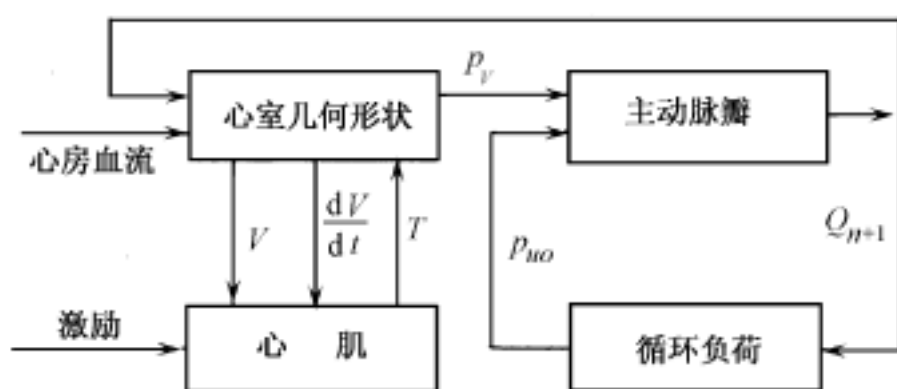 心室几何形状
p_V
主动脉瓣
心房血流
V
dV
dt
T
p_uo
Q_n+1
激励
心 肌
循环负荷